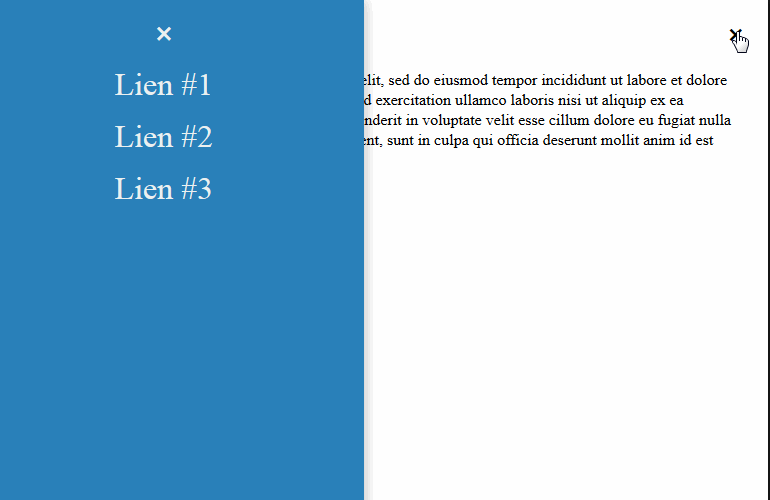 ×
Lien #1
Lien #2
Lien #3
elit, sed do eiusmod tempor incididunt ut labore et dolore
d exercitation ullamco laboris nisi ut aliquip ex ea
nderit in voluptate velit esse cillum dolore eu fugiat nulla
ent, sunt in culpa qui officia deserunt mollit anim id est